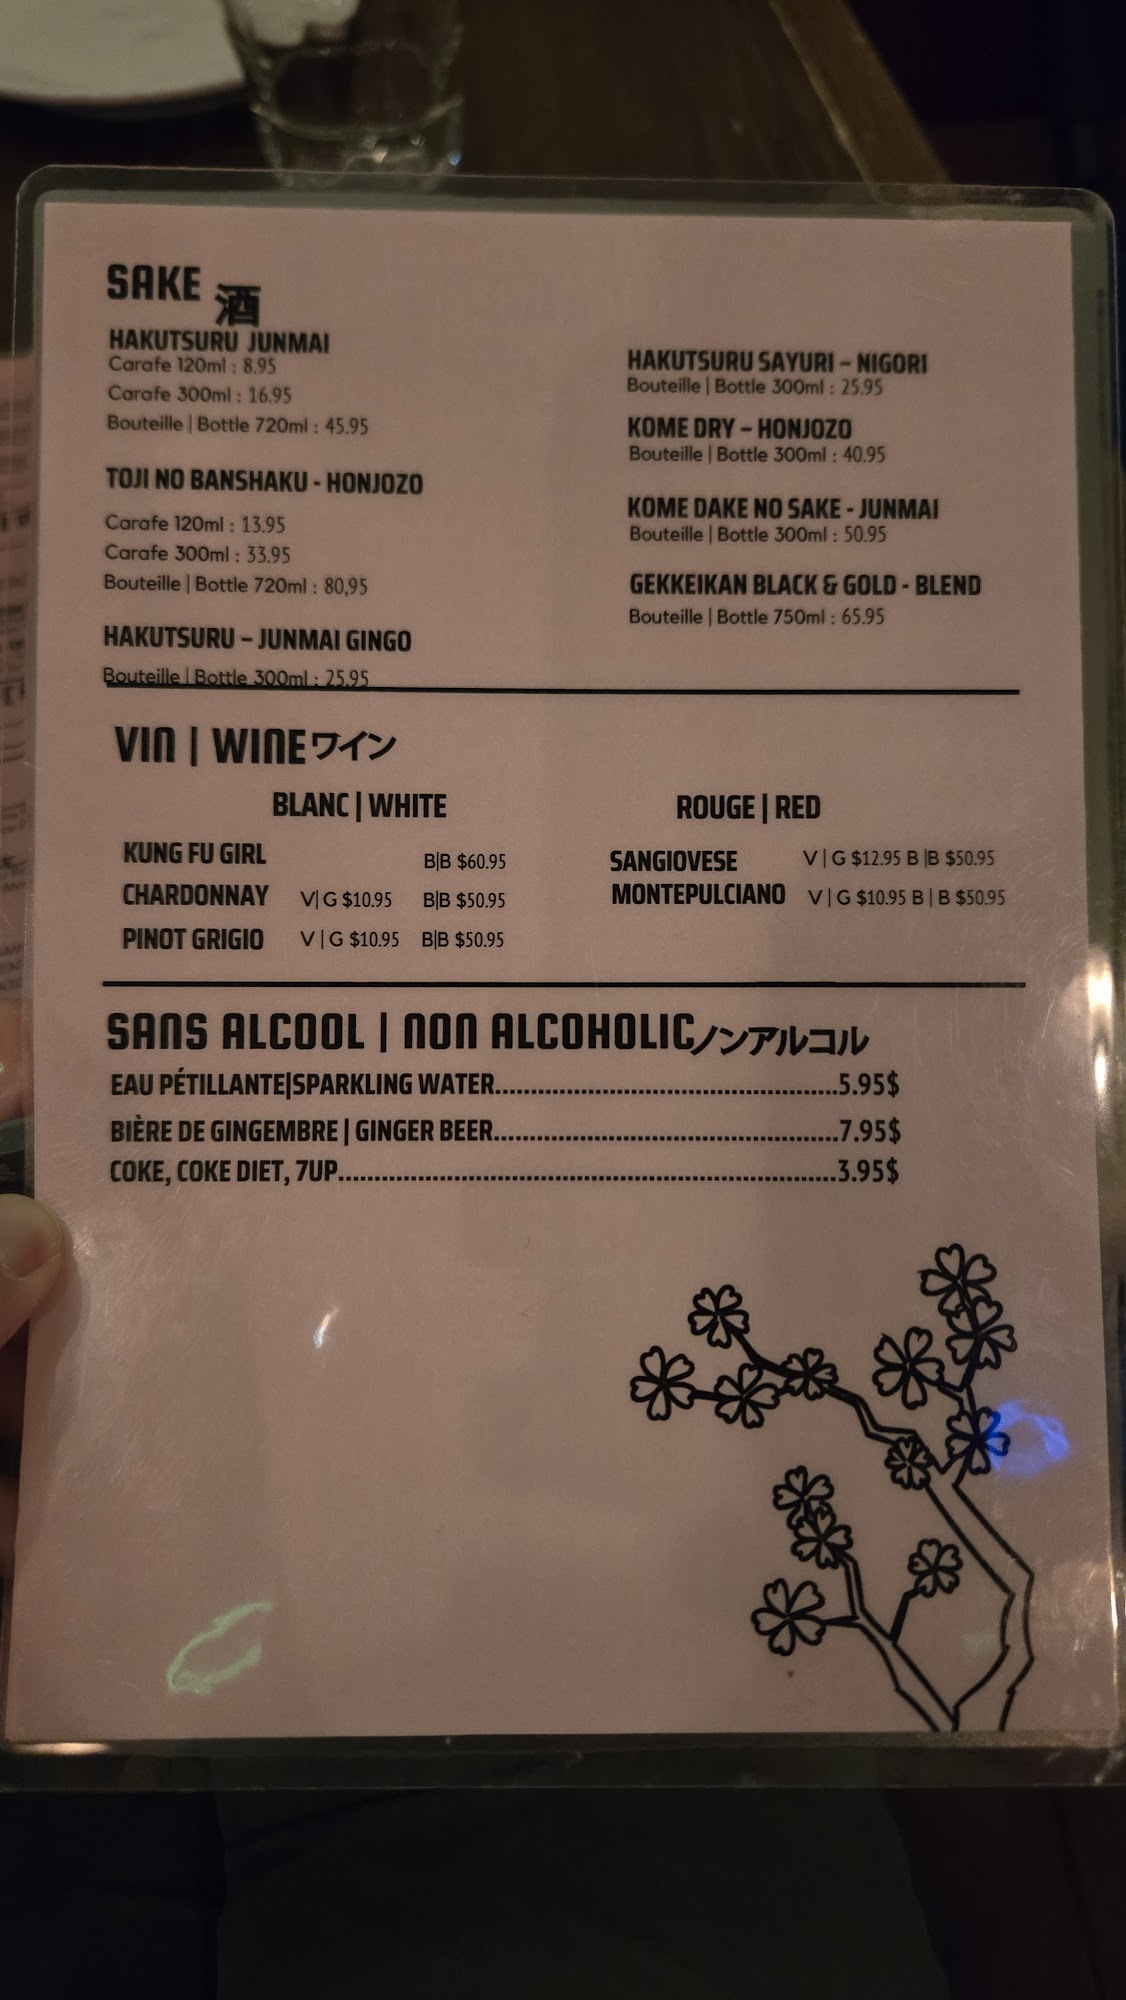 SAKE 酒
HAKUTSURU JUNMAI
Carafe 120ml : 8.95
Carafe 300ml : 16.95
Bouteille | Bottle 720ml : 45.95
TOJI NO BANSHAKU - HONJOZO
Carafe 120ml : 13.95
Carafe 300ml : 33.95
Bouteille | Bottle 720ml : 80,95
HAKUTSURU – JUNMAI GINGO
Bouteille | Bottle 300ml : 25.95
HAKUTSURU SAYURI – NIGORI
Bouteille | Bottle 300ml : 25.95
KOME DRY – HONJOZO
Bouteille | Bottle 300ml : 40.95
KOME DAKE NO SAKE - JUNMAI
Bouteille | Bottle 300ml : 50.95
GEKKEIKAN BLACK & GOLD - BLEND
Bouteille | Bottle 750ml : 65.95
VIN | WINE ワイン
BLANC | WHITE
KUNG FU GIRL B|B $60.95
CHARDONNAY V| G $10.95 B|B $50.95
PINOT GRIGIO V | G $10.95 B|B $50.95
ROUGE | RED
SANGIOVESE V | G $12.95 B |B $50.95
MONTEPULCIANO V | G $10.95 B | B $50.95
SANS ALCOOL | NON ALCOHOLIC ノンアルコル
EAU PÉTILLANTE|SPARKLING WATER.................................................5.95$
BIÈRE DE GINGEMBRE | GINGER BEER.................................................7.95$
COKE, COKE DIET, 7UP.......................................................................3.95$